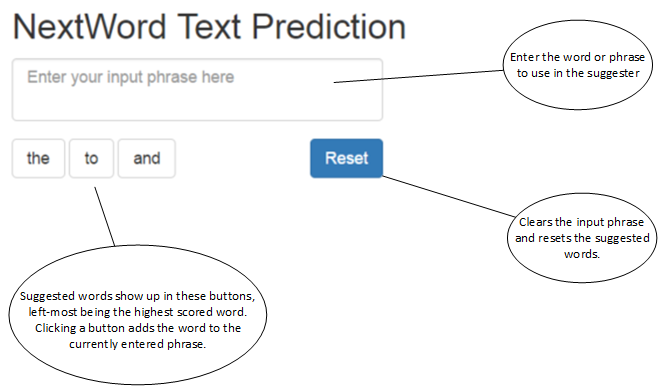 NextWord Text Prediction
Enter your input phrase here
Enter the word or phrase
to use in the suggester
the
to
and
Reset
Clears the input phrase
and resets the suggested
words.
Suggested words show up in these buttons,
left-most being the highest scored word.
Clicking a button adds the word to the
currently entered phrase.